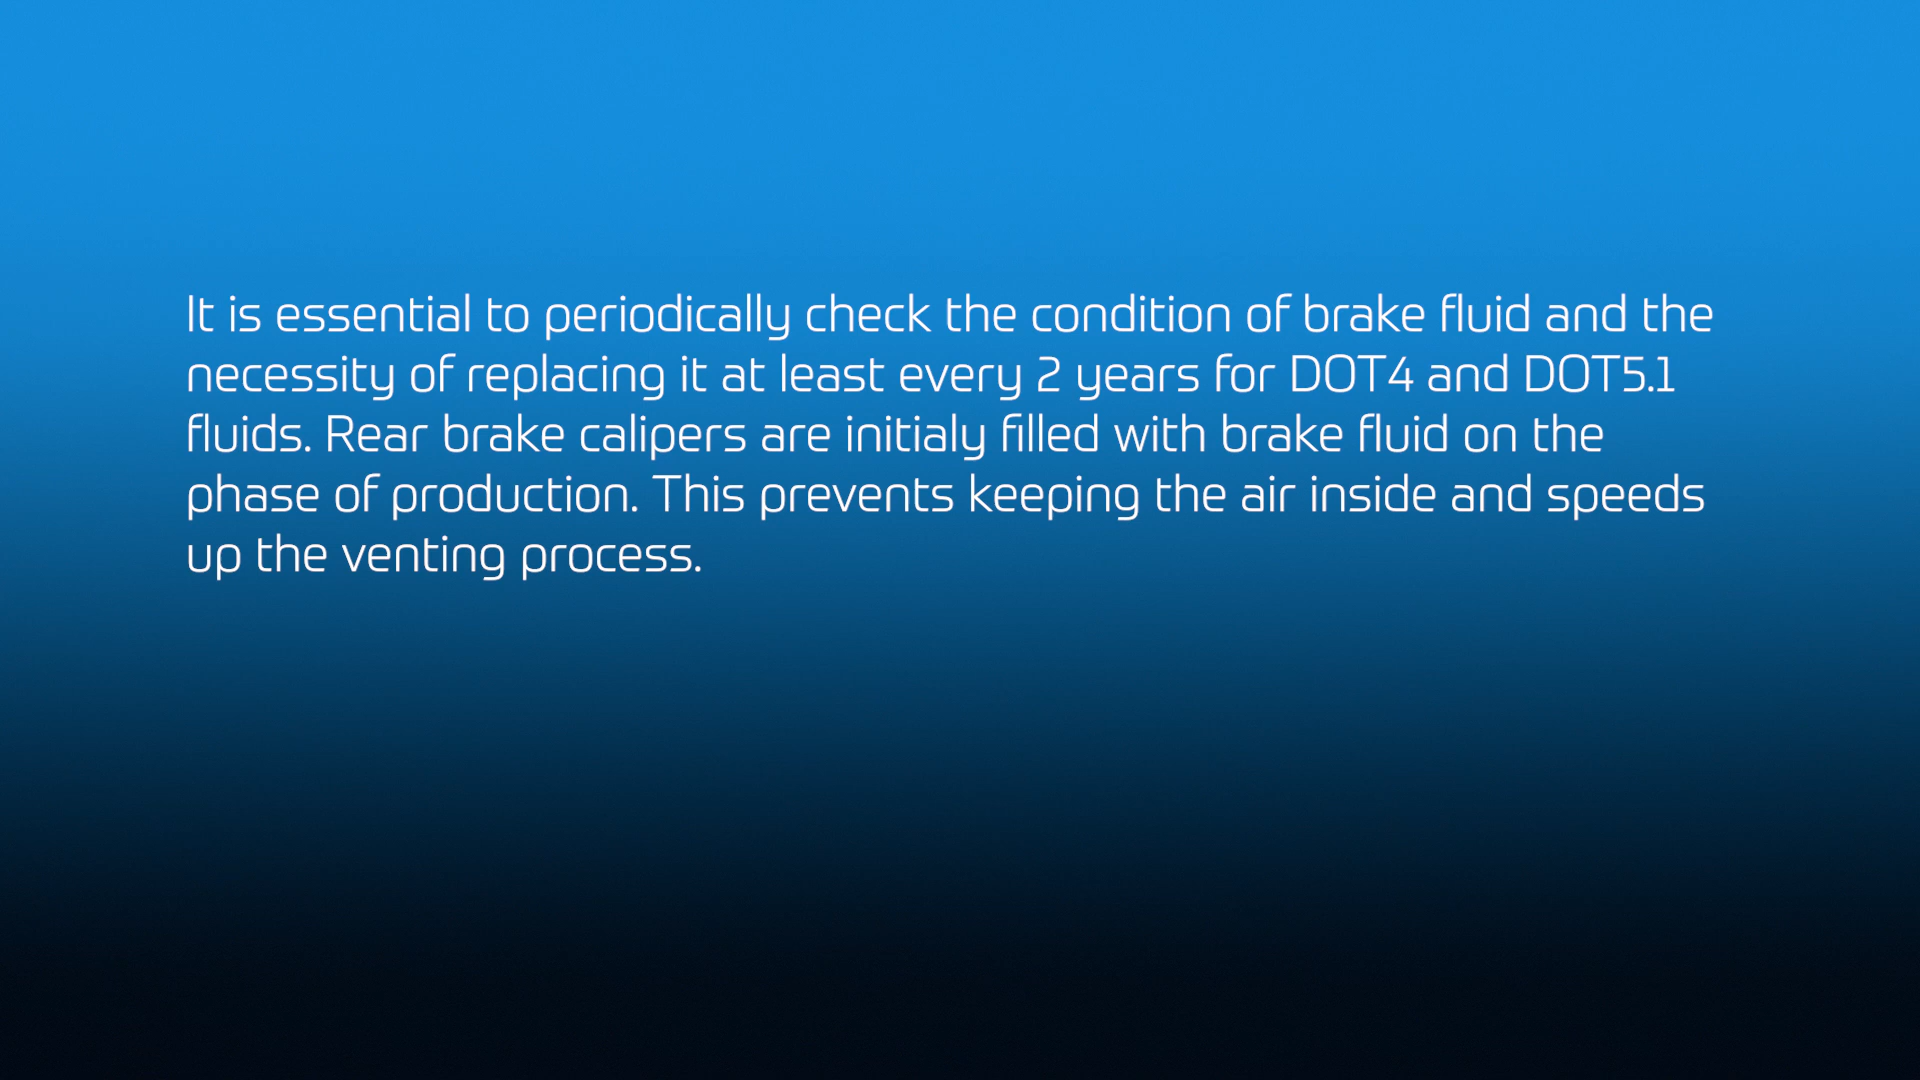 It is essential to periodically check the condition of brake fluid and the
necessity of replacing it at least every 2 years for DOT4 and DOT5.1
fluids. Rear brake calipers are initialy filled with brake fluid on the
phase of production. This prevents keeping the air inside and speeds
up the venting process.